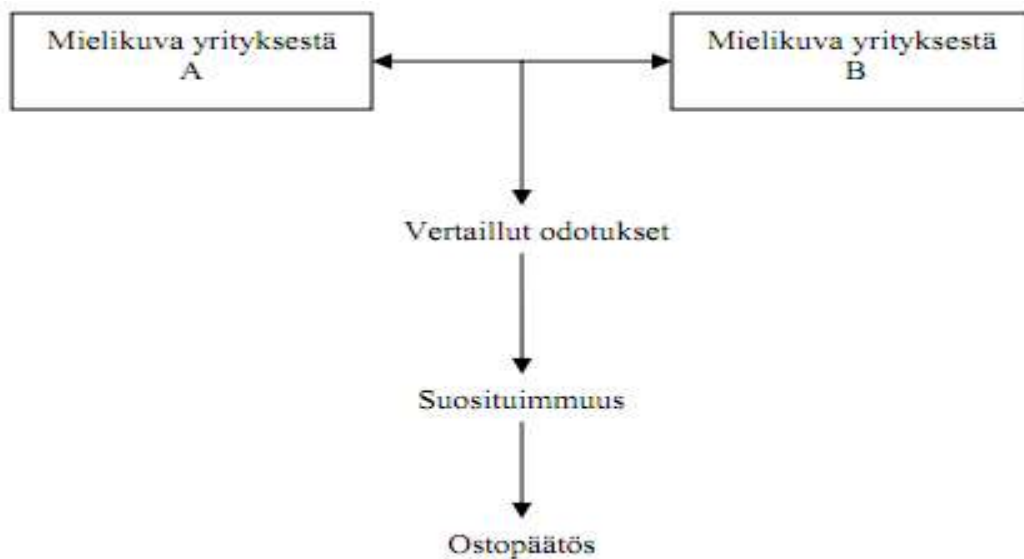 Mielikuva yrityksestä
A
Mielikuva yrityksestä
B
Vertaillut odotukset
Suosituimmuus
Ostopäätös